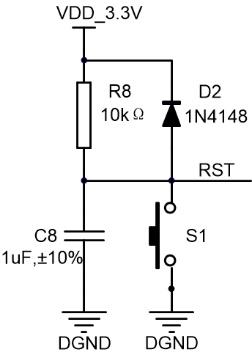 VDD_3.3V
R8
10kΩ
D2
1N4148
RST
C8
1uF,±10%
S1
DGND
DGND